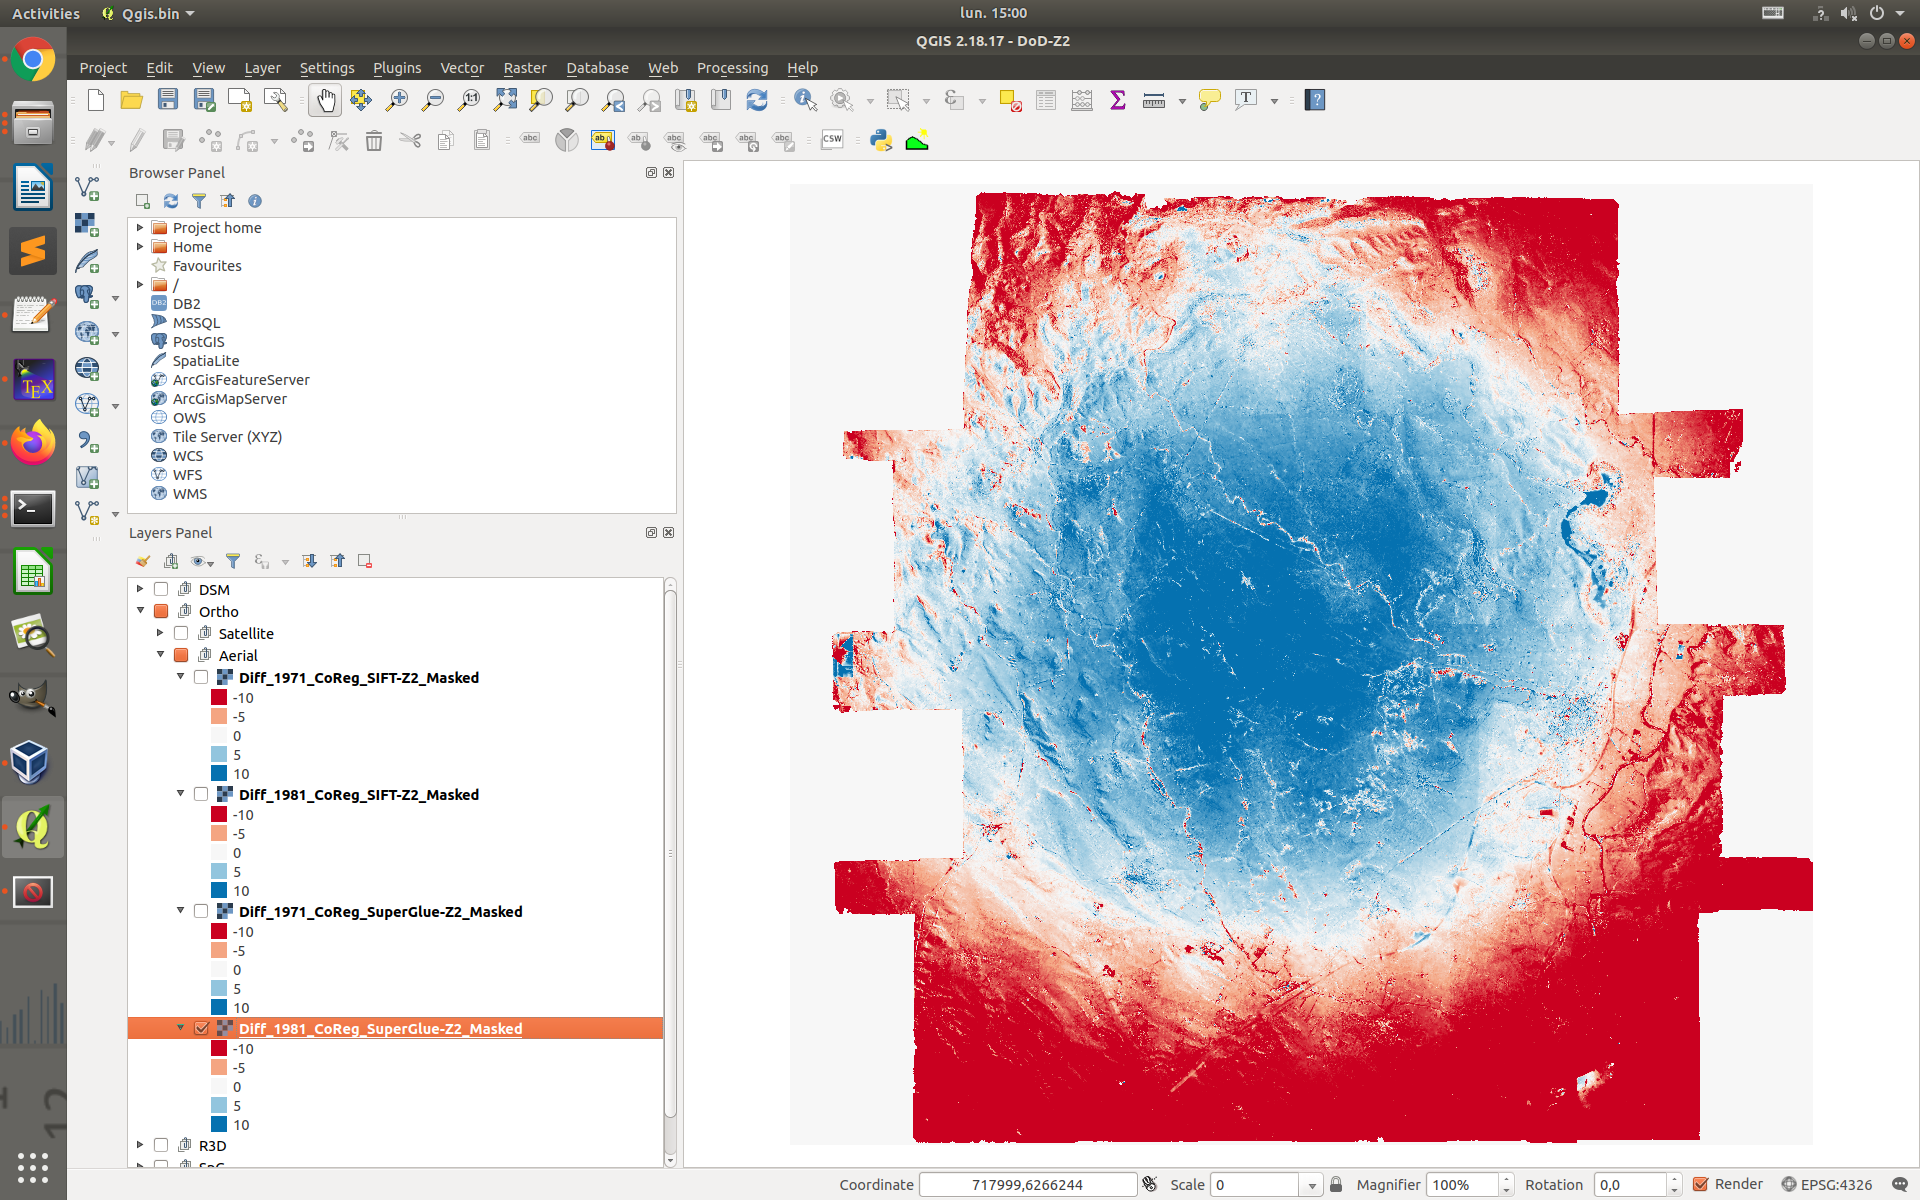 Activities Qgis.bin lun. 15:00
QGIS 2.18.17 - DoD-Z2
Project Edit View Layer Settings Plugins Vector Raster Database Web Processing Help
Browser Panel
Project home
Home
Favourites
/
DB2
MSSQL
PostGIS
SpatiaLite
ArcGisFeatureServer
ArcGisMapServer
OWS
Tile Server (XYZ)
WCS
WFS
WMS
Layers Panel
DSM
Ortho
Satellite
Aerial
Diff_1971_CoReg_SIFT-Z2_Masked
-10
-5
0
5
10
Diff_1981_CoReg_SIFT-Z2_Masked
-10
-5
0
5
10
Diff_1971_CoReg_SuperGlue-Z2_Masked
-10
-5
0
5
10
Diff_1981_CoReg_SuperGlue-Z2_Masked
-10
-5
0
5
10
R3D
Coordinate 717999,6266244 Scale 0 Magnifier 100% Rotation 0,0 Render EPSG:4326